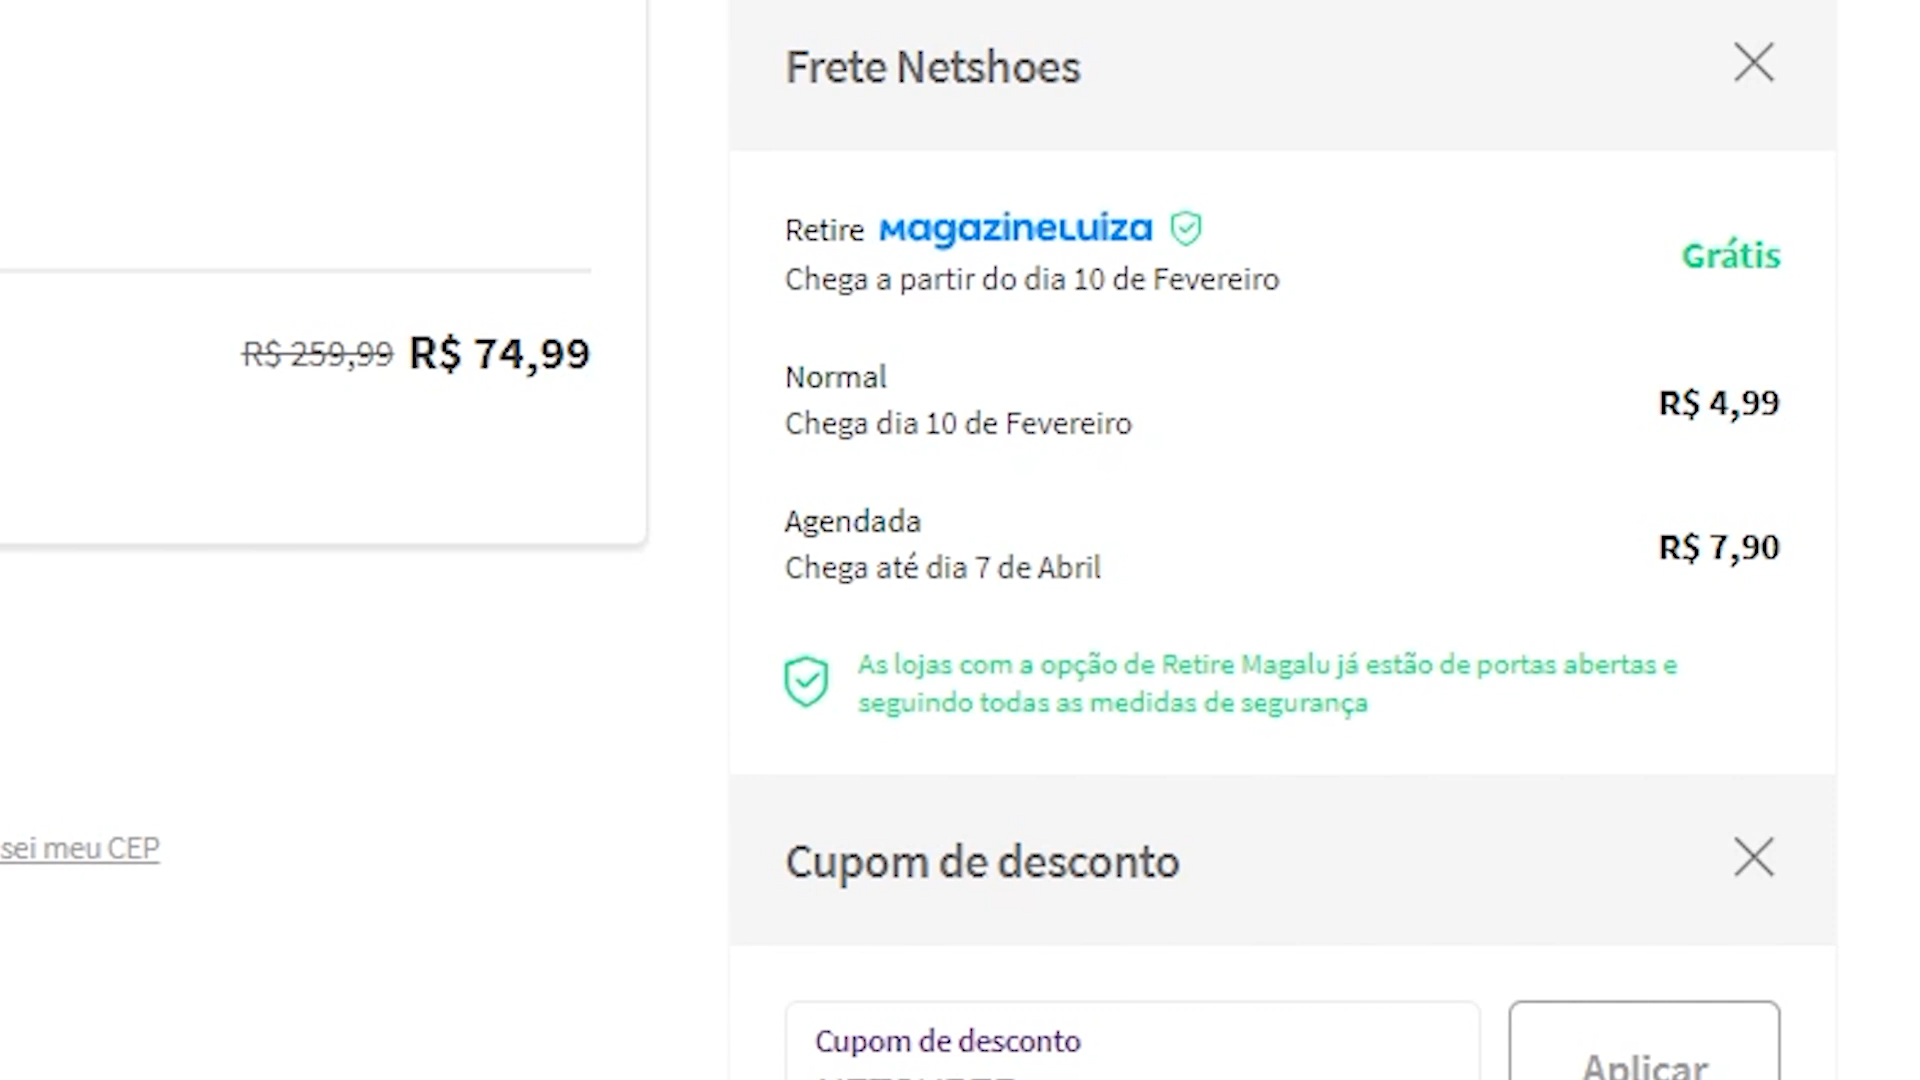 Frete Netshoes
Retire MagazineLuiza
Chega a partir do dia 10 de Fevereiro
Grátis
R$ 259,99 R$ 74,99
Normal
Chega dia 10 de Fevereiro
R$ 4,99
Agendada
Chega até dia 7 de Abril
R$ 7,90
As lojas com a opção de Retire Magalu já estão de portas abertas e
seguindo todas as medidas de segurança
sei meu CEP
Cupom de desconto
Cupom de desconto
Aplicar